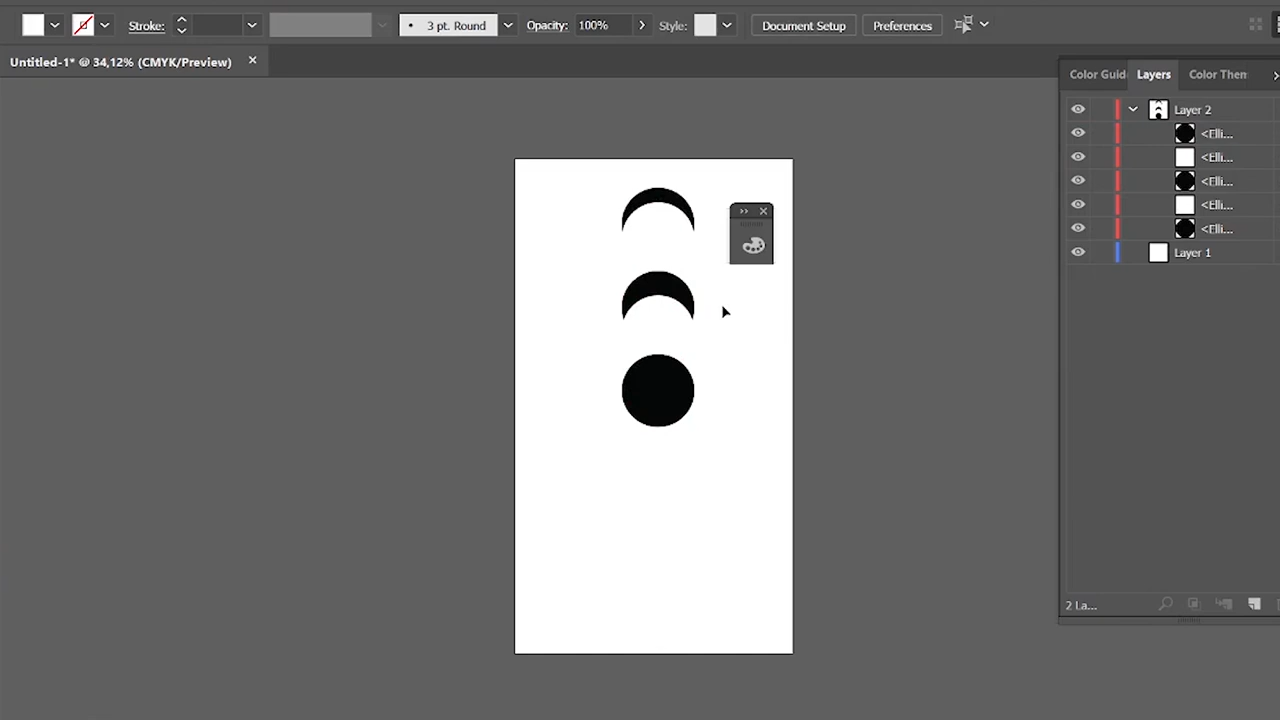 Stroke: 3 pt. Round Opacity: 100% Style: Document Setup Preferences
Untitled-1* @ 34,12% (CMYK/Preview)
Color Guid Layers Color Them
Layer 2
<Elli...
<Elli...
<Elli...
<Elli...
<Elli...
Layer 1
2 La...